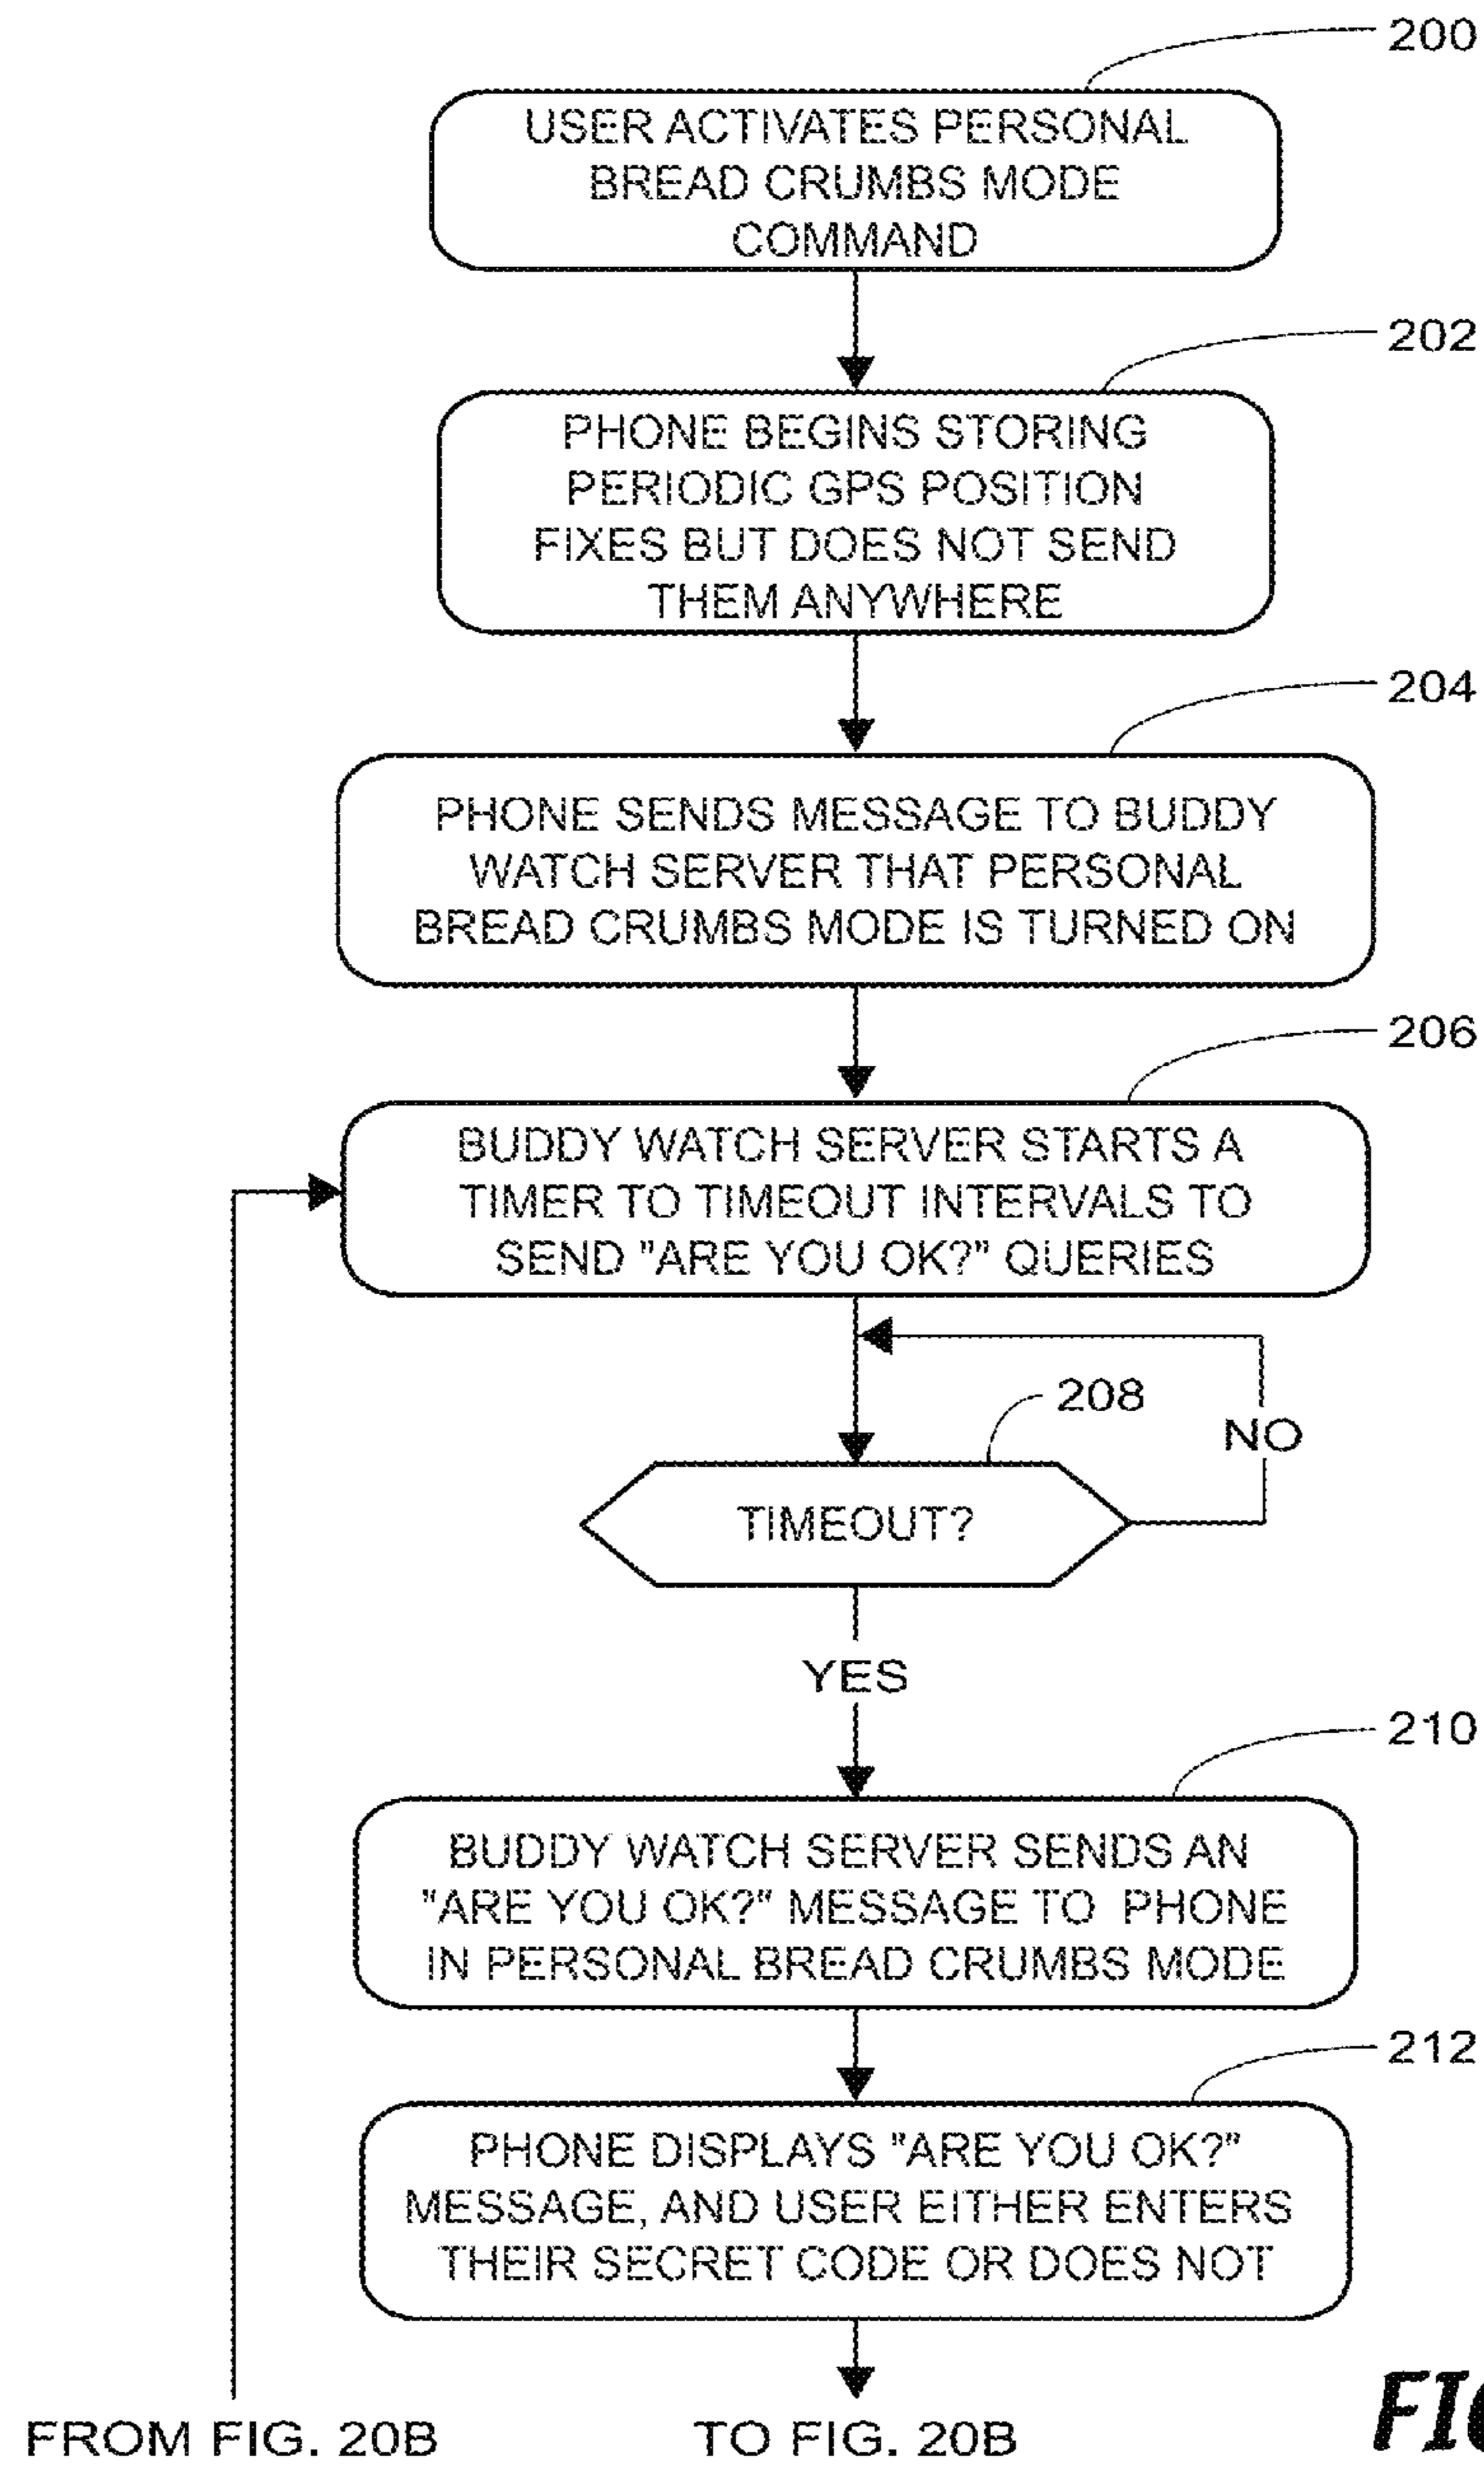 200
USER ACTIVATES PERSONAL
BREAD CRUMBS MODE
COMMAND
202
PHONE BEGINS STORING
PERIODIC GPS POSITION
FIXES BUT DOES NOT SEND
THEM ANYWHERE
204
PHONE SENDS MESSAGE TO BUDDY
WATCH SERVER THAT PERSONAL
BREAD CRUMBS MODE IS TURNED ON
206
BUDDY WATCH SERVER STARTS A
TIMER TO TIMEOUT INTERVALS TO
SEND "ARE YOU OK?" QUERIES
208
NO
TIMEOUT?
YES
210
BUDDY WATCH SERVER SENDS AN
"ARE YOU OK?" MESSAGE TO PHONE
IN PERSONAL BREAD CRUMBS MODE
212
PHONE DISPLAYS "ARE YOU OK?"
MESSAGE, AND USER EITHER ENTERS
THEIR SECRET CODE OR DOES NOT
FROM FIG. 20B
TO FIG. 20B